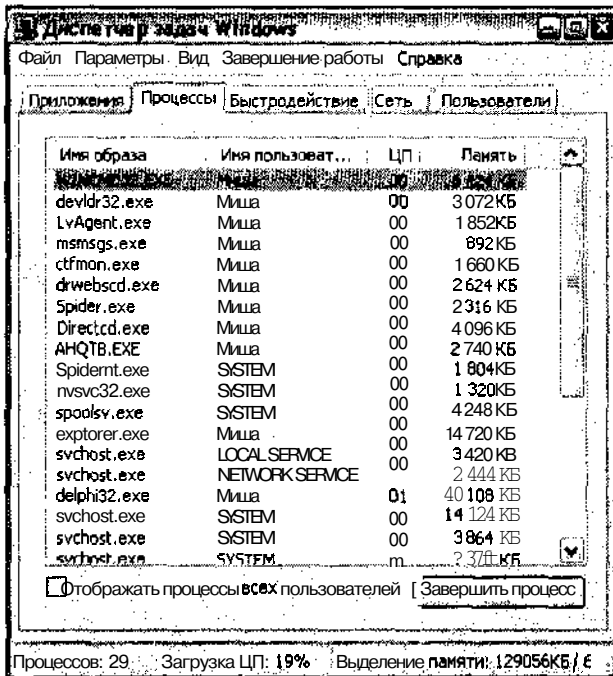 Диспетчер задач Windows
Файл Параметры Вид Завершение работы Справка
Приложения Процессы Быстродействие Сеть Пользователи
Имя образа Имя пользоват... ЦП Память
devldr32.exe Миша 00 3 072 КБ
LvAgent.exe Миша 00 1 852 КБ
msmsgs.exe Миша 00 892 КБ
ctfmon.exe Миша 00 1 660 КБ
drwebscd.exe Миша 00 2 624 КБ
Spider.exe Миша 00 2 316 КБ
Directcd.exe Миша 00 4 096 КБ
AHQTB.EXE Миша 00 2 740 КБ
Spidernt.exe SYSTEM 00 1 804 КБ
nvsvc32.exe SYSTEM 00 1 320 КБ
spoolsv.exe SYSTEM 00 4 248 КБ
exptorer.exe Миша 00 14 720 КБ
svchost.exe LOCAL SERVICE 00 3 420 КВ
svchost.exe NETWORK SERVICE 00 2 444 КБ
delphi32.exe Миша 01 40 108 КБ
svchost.exe SYSTEM 00 14 124 КБ
svchost.exe SYSTEM 00 3 864 КБ
svchost.exe SYSTEM КБ
Отображать процессы всех пользователей Завершить процесс
Процессов: 29 Загрузка ЦП: 19% Выделение памяти: 129056КБ / 6